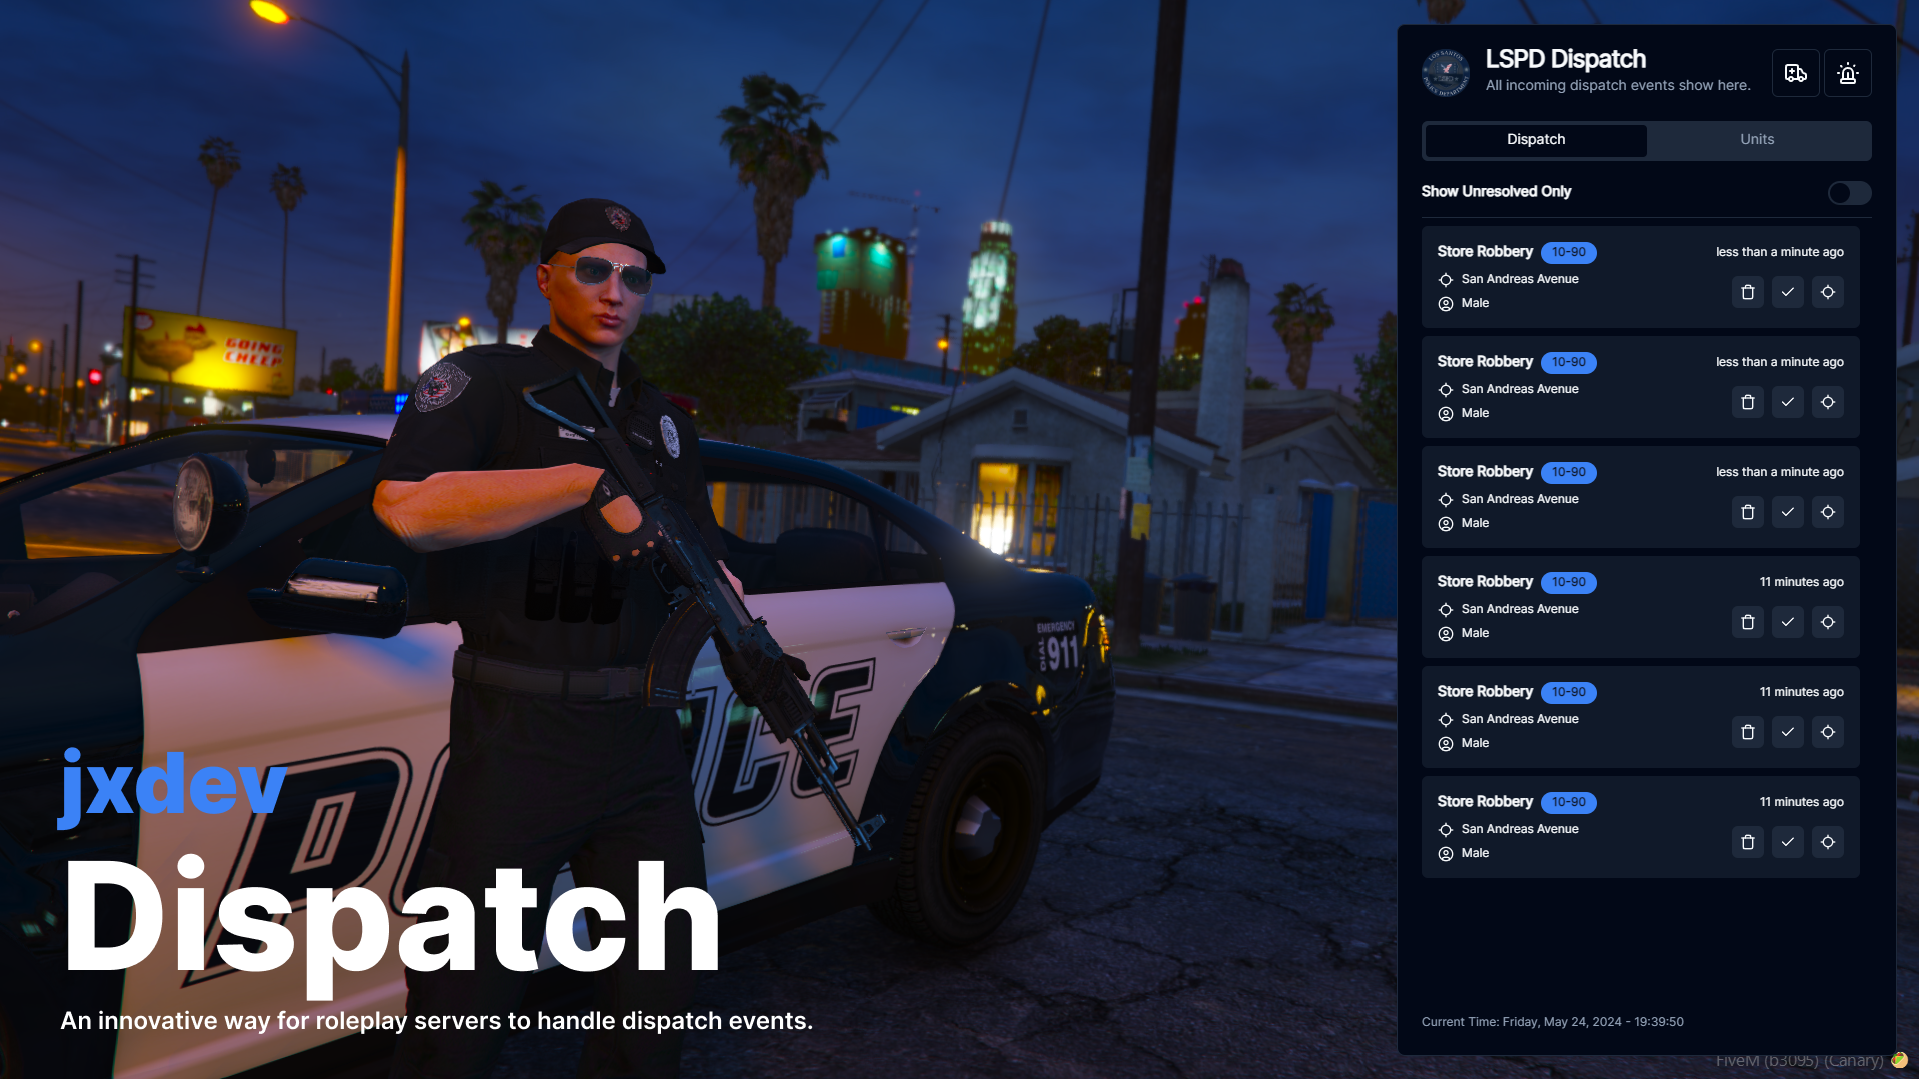 GOING
CHEEP
EMERGENCY
DIAL
911
jxdev
Dispatch
An innovative way for roleplay servers to handle dispatch events.
LSPD Dispatch
All incoming dispatch events show here.
Dispatch
Units
Show Unresolved Only
Store Robbery 10-90 less than a minute ago
San Andreas Avenue
Male
Store Robbery 10-90 less than a minute ago
San Andreas Avenue
Male
Store Robbery 10-90 less than a minute ago
San Andreas Avenue
Male
Store Robbery 10-90 11 minutes ago
San Andreas Avenue
Male
Store Robbery 10-90 11 minutes ago
San Andreas Avenue
Male
Store Robbery 10-90 11 minutes ago
San Andreas Avenue
Male
Current Time: Friday, May 24, 2024 - 19:39:50
FiveM (b3095) (Canary)